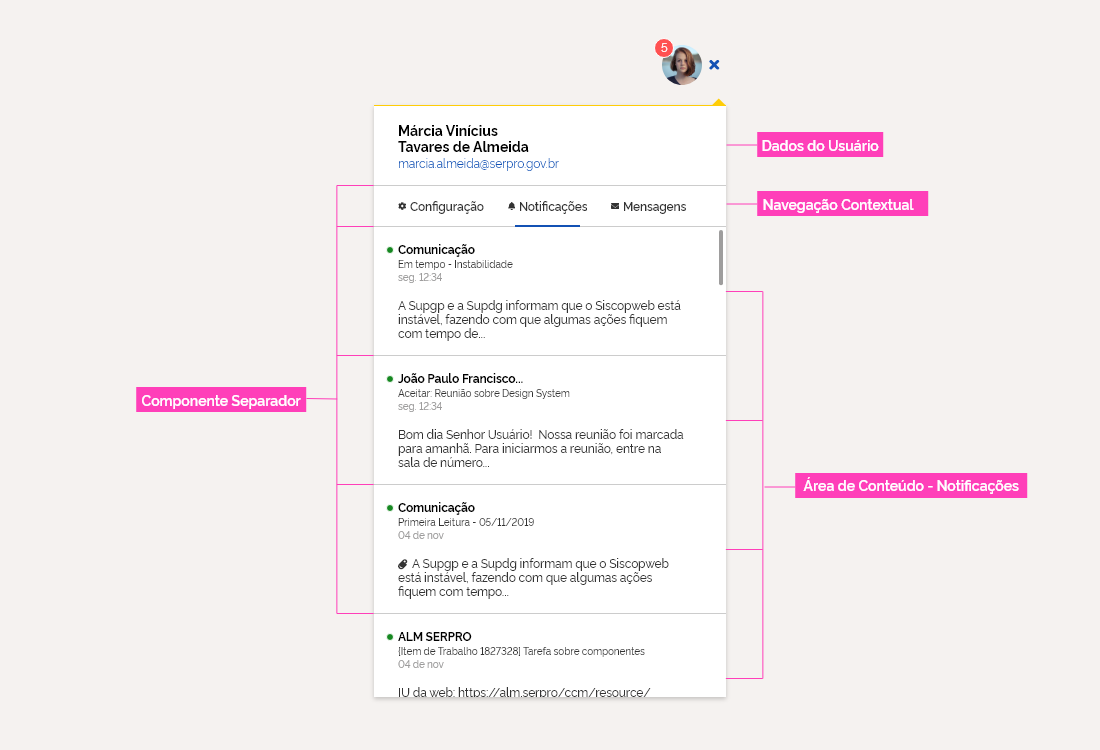 5
Márcia Vinícius
Tavares de Almeida
marcia.almeida@serpro.gov.br
Dados do Usuário
Configuração Notificações Mensagens
Navegação Contextual
Comunicação
Em tempo - Instabilidade
seg. 12:34
A Supgp e a Supdg informam que o Siscopweb está
instável, fazendo com que algumas ações fiquem
com tempo de...
João Paulo Francisco...
Aceitar: Reunião sobre Design System
seg. 12:34
Componente Separador
Bom dia Senhor Usuário!  Nossa reunião foi marcada
para amanhã. Para iniciarmos a reunião, entre na
sala de número...
Área de Conteúdo - Notificações
Comunicação
Primeira Leitura - 05/11/2019
04 de nov
A Supgp e a Supdg informam que o Siscopweb
está instável, fazendo com que algumas ações
fiquem com tempo...
ALM SERPRO
[Item de Trabalho 1827328] Tarefa sobre componentes
04 de nov
IU da web: https://alm.serpro/ccm/resource/